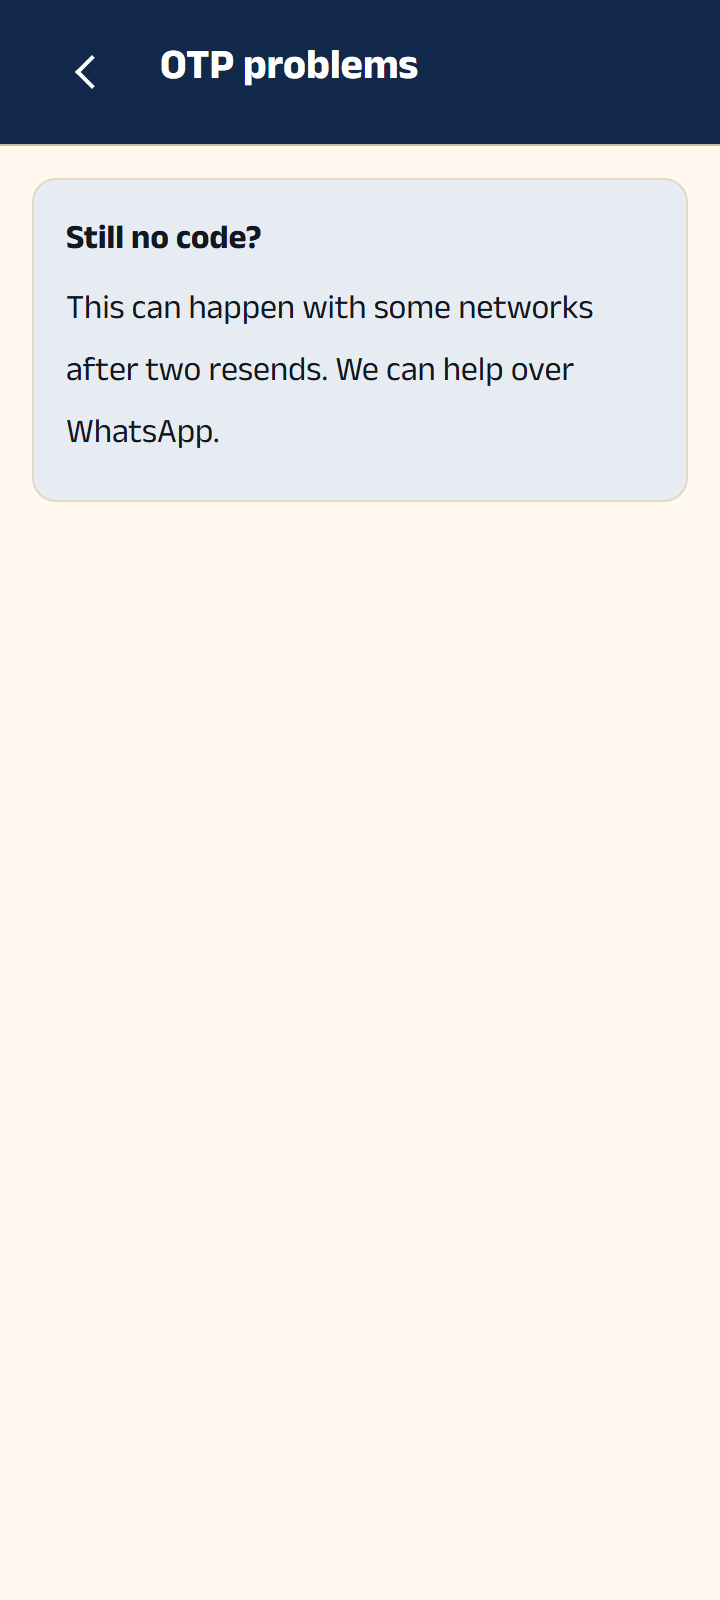 OTP problems
Still no code?
This can happen with some networks
after two resends. We can help over
WhatsApp.